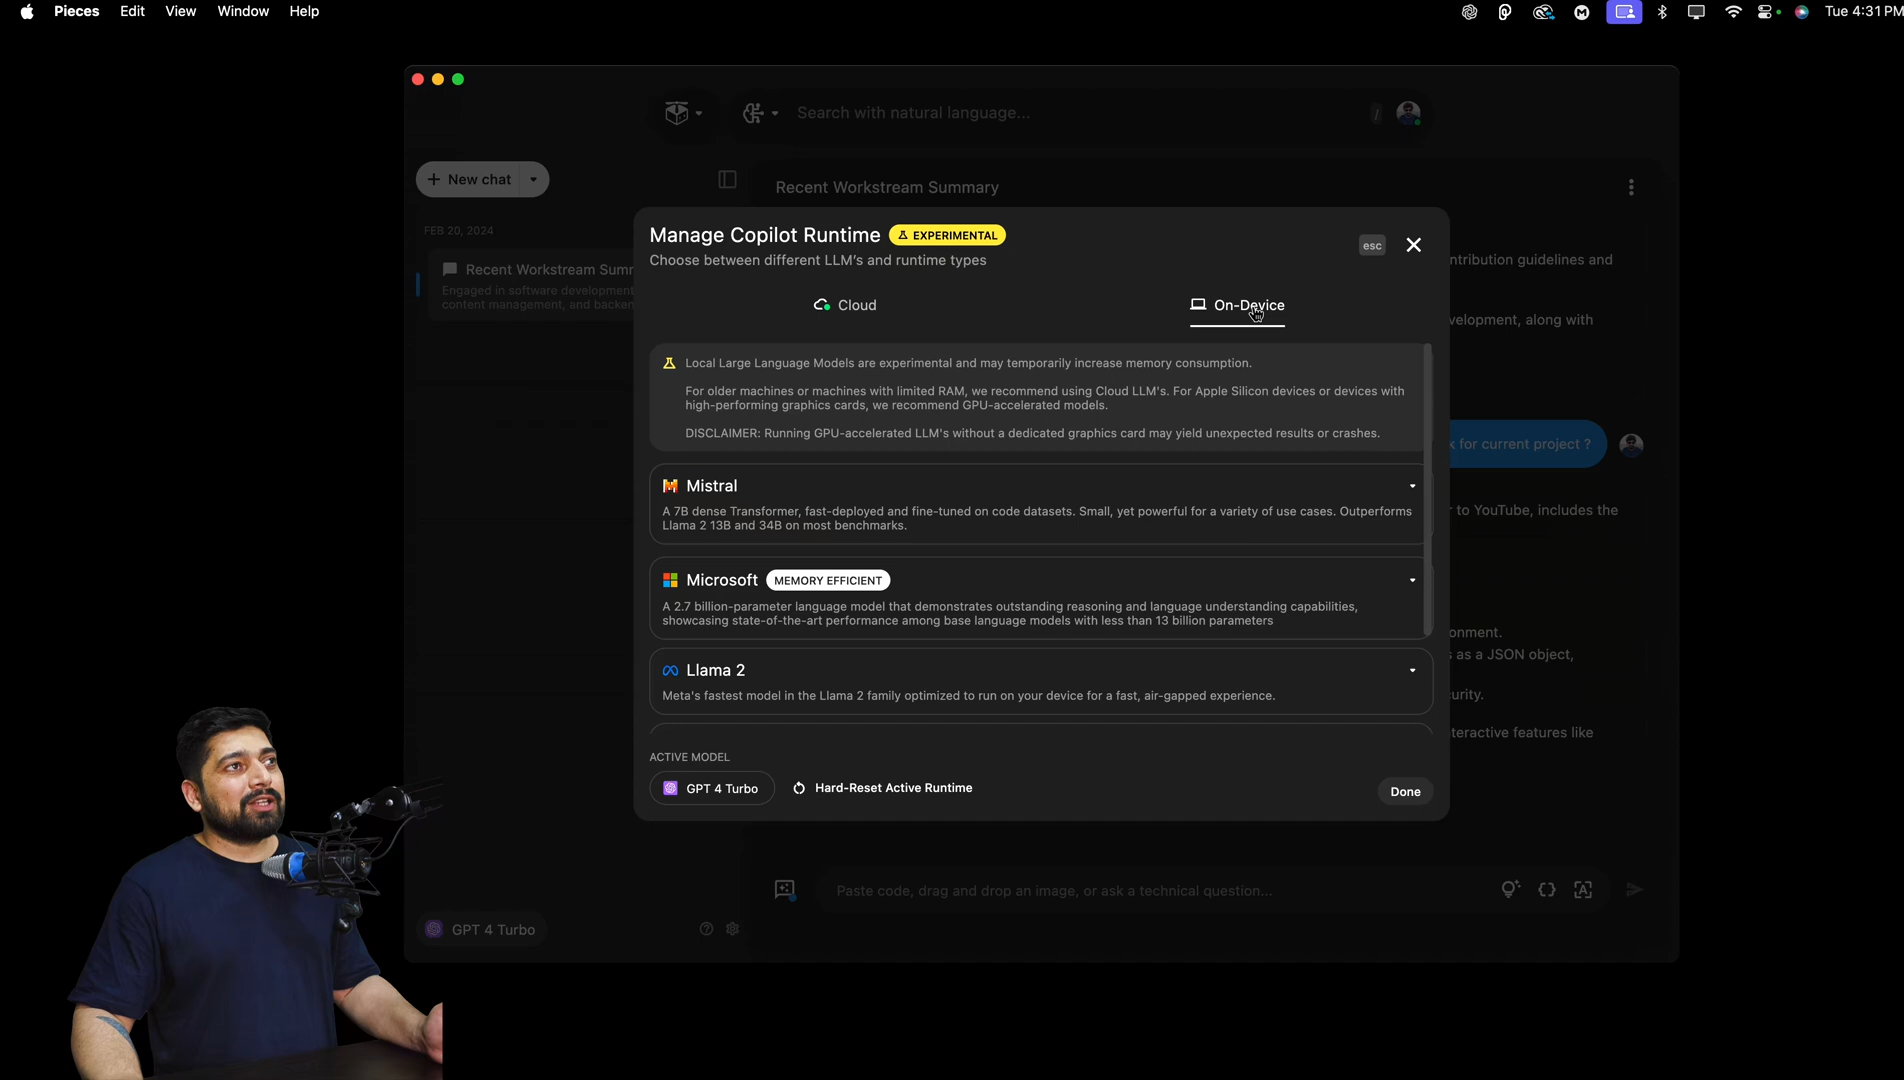 Pieces Edit View Window Help
Tue 4:31 PM
Search with natural language...
/
New chat
Recent Workstream Summary
FEB 20, 2024
Recent Workstream Summ
Engaged in software development
content management, and backen
ntribution guidelines and
velopment, along with
k for current project ?
to YouTube, includes the
onment.
s as a JSON object,
urity.
teractive features like
Manage Copilot Runtime
EXPERIMENTAL
esc
Choose between different LLM's and runtime types
Cloud
On-Device
Local Large Language Models are experimental and may temporarily increase memory consumption.
For older machines or machines with limited RAM, we recommend using Cloud LLM's. For Apple Silicon devices or devices with
high-performing graphics cards, we recommend GPU-accelerated models.
DISCLAIMER: Running GPU-accelerated LLM's without a dedicated graphics card may yield unexpected results or crashes.
Mistral
A 7B dense Transformer, fast-deployed and fine-tuned on code datasets. Small, yet powerful for a variety of use cases. Outperforms
Llama 2 13B and 34B on most benchmarks.
Microsoft MEMORY EFFICIENT
A 2.7 billion-parameter language model that demonstrates outstanding reasoning and language understanding capabilities,
showcasing state-of-the-art performance among base language models with less than 13 billion parameters
Llama 2
Meta's fastest model in the Llama 2 family optimized to run on your device for a fast, air-gapped experience.
ACTIVE MODEL
GPT 4 Turbo
Hard-Reset Active Runtime
Done
Paste code, drag and drop an image, or ask a technical question...
GPT 4 Turbo